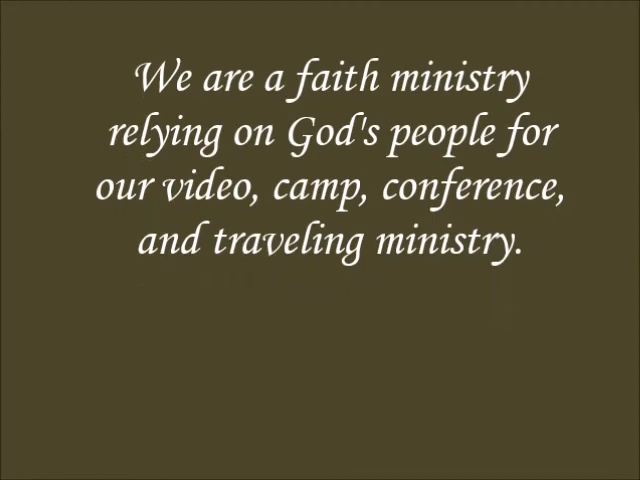 We are a faith ministry
relying on God's people for
our video, camp, conference,
and traveling ministry.